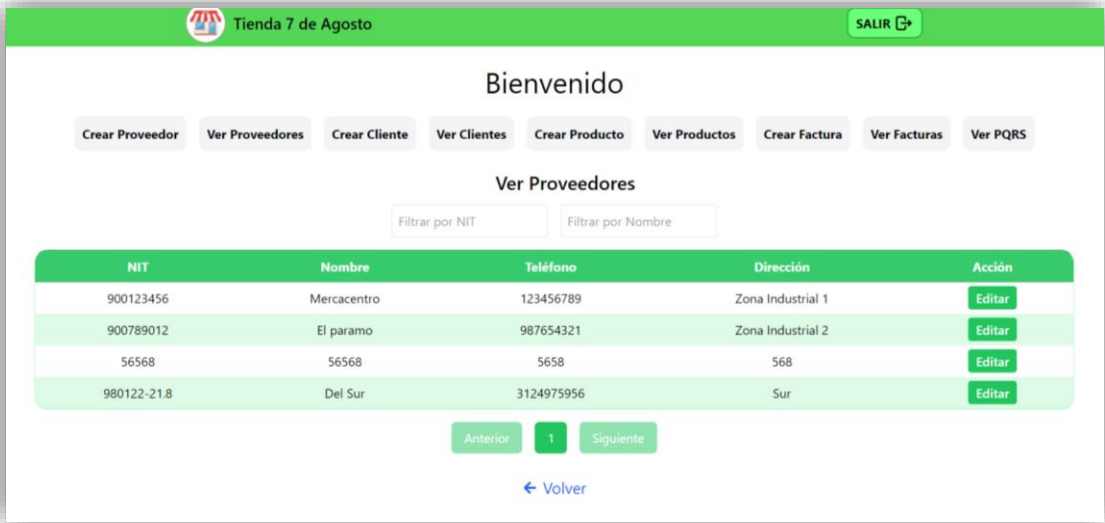 Tienda 7 de Agosto SALIR
Bienvenido
Crear Proveedor Ver Proveedores Crear Cliente Ver Clientes Crear Producto Ver Productos Crear Factura Ver Facturas Ver PQRS
Ver Proveedores
Filtrar por NIT Filtrar por Nombre
NIT Nombre Teléfono Dirección Acción
900123456 Mercacentro 123456789 Zona Industrial 1 Editar
900789012 El paramo 987654321 Zona Industrial 2 Editar
56568 56568 5658 568 Editar
980122-21.8 Del Sur 3124975956 Sur Editar
Anterior 1 Siguiente
← Volver